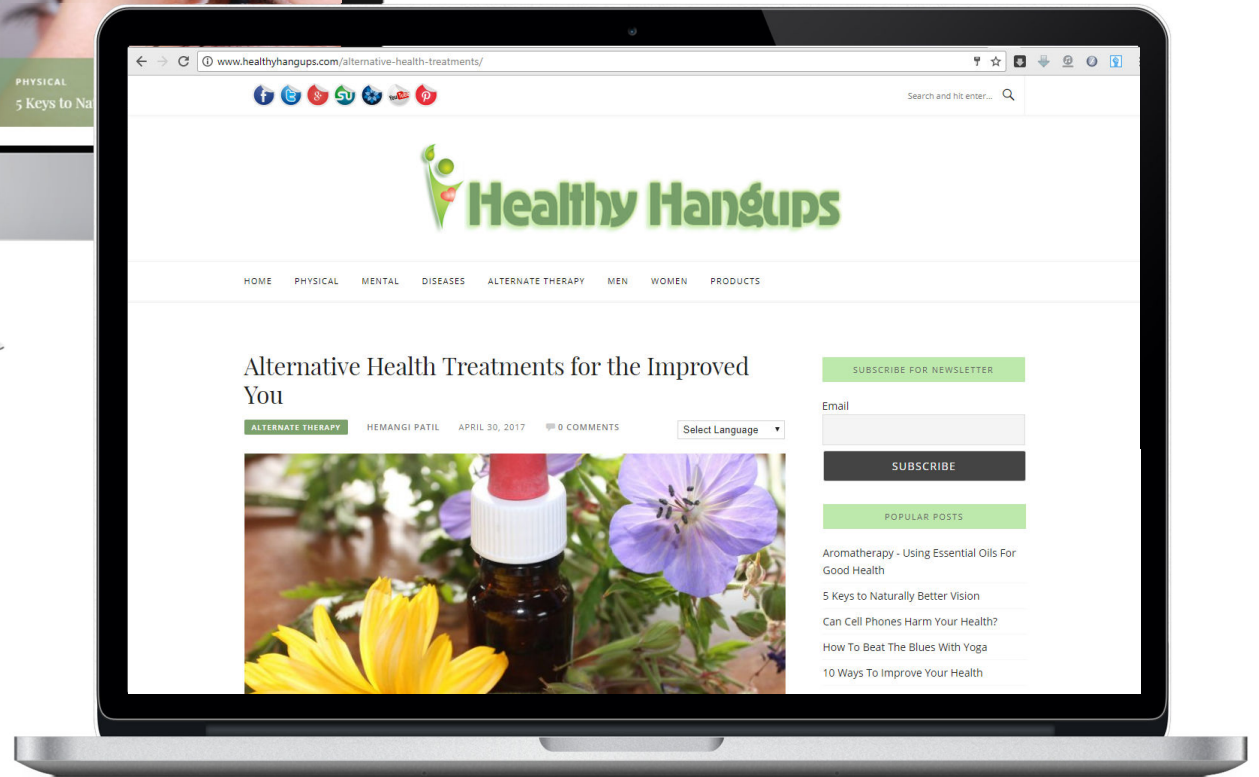 PHYSICAL
5 Keys to Na
www.healthyhangups.com/alternative-health-treatments/
Search and hit enter...
Healthy Hangups
HOME PHYSICAL MENTAL DISEASES ALTERNATE THERAPY MEN WOMEN PRODUCTS
Alternative Health Treatments for the Improved
You
ALTERNATE THERAPY HEMANGI PATIL APRIL 30, 2017 0 COMMENTS Select Language
SUBSCRIBE FOR NEWSLETTER
Email
SUBSCRIBE
POPULAR POSTS
Aromatherapy - Using Essential Oils For
Good Health
5 Keys to Naturally Better Vision
Can Cell Phones Harm Your Health?
How To Beat The Blues With Yoga
10 Ways To Improve Your Health